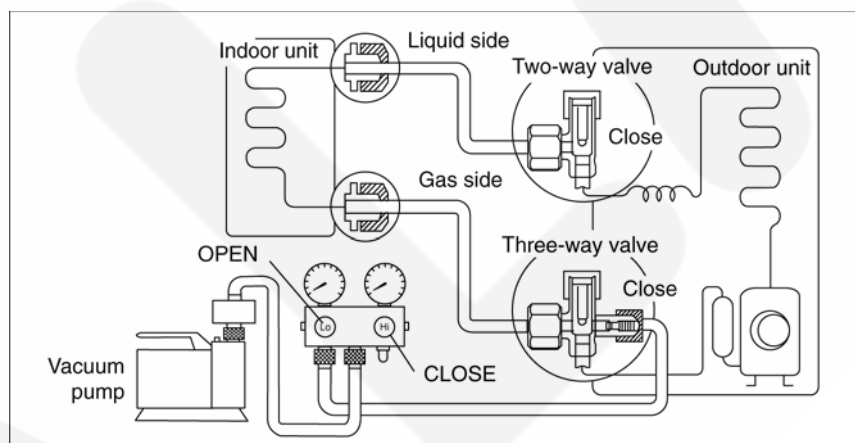 Liquid side
Indoor unit
Two-way valve
Outdoor unit
Close
Gas side
Three-way valve
OPEN
Close
Lo
Hi
CLOSE
Vacuum
pump